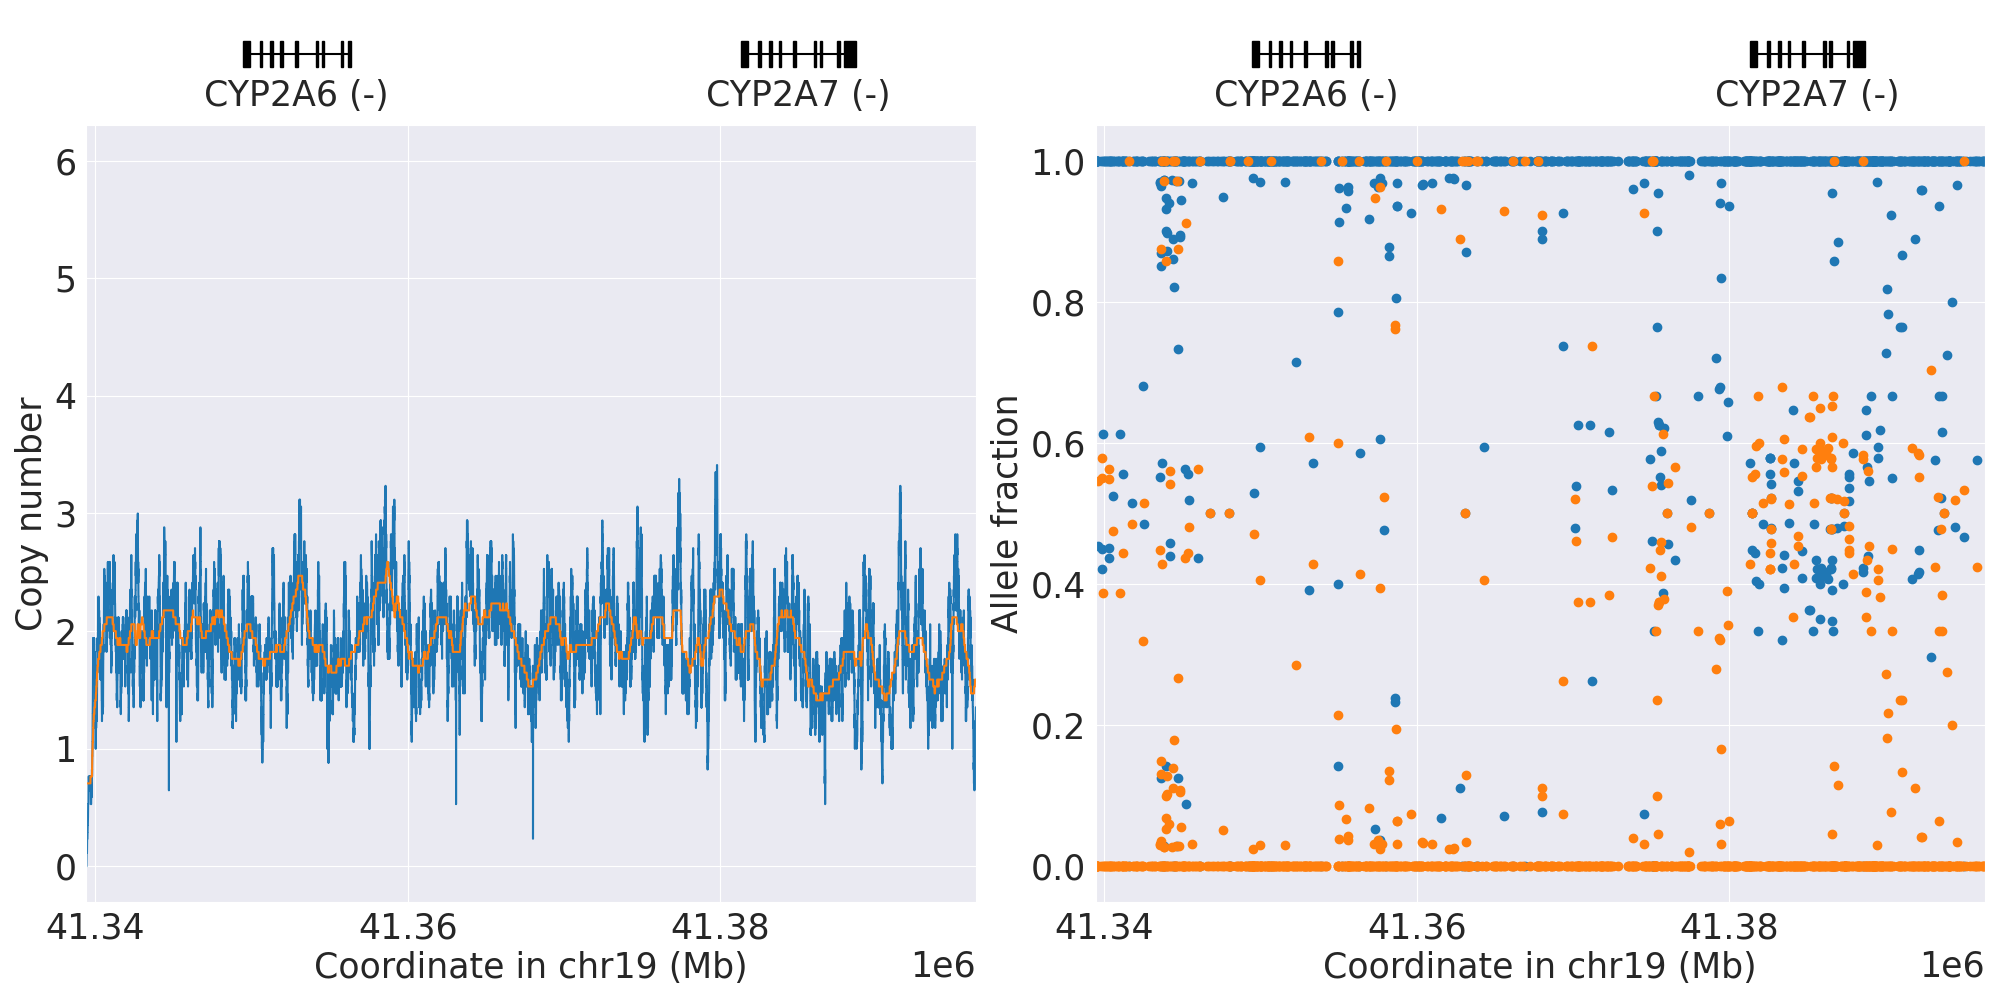 CYP2A6 (-)
CYP2A7 (-)
CYP2A6 (-)
CYP2A7 (-)
Copy number
6
5
4
3
2
1
0
41.34
41.36
41.38
Coordinate in chr19 (Mb)
1e6
Allele fraction
1.0
0.8
0.6
0.4
0.2
0.0
41.34
41.36
41.38
Coordinate in chr19 (Mb)
1e6